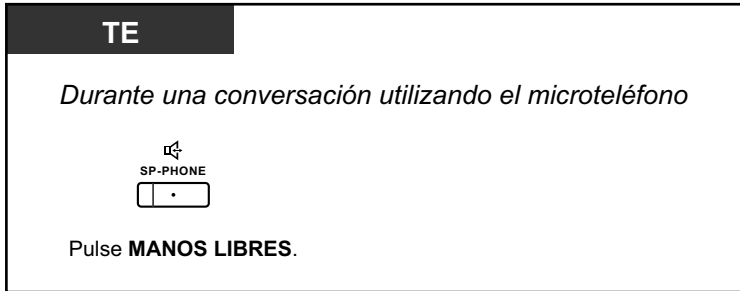 TE
Durante una conversación utilizando el microteléfono
SP-PHONE
Pulse MANOS LIBRES.